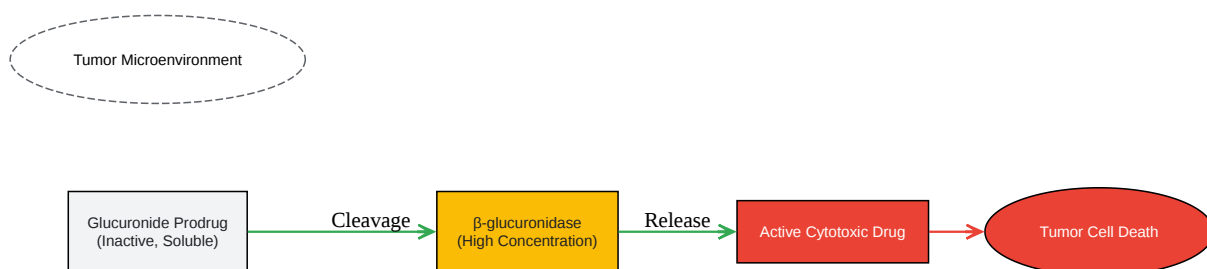 Tumor Microenvironment
Glucuronide Prodrug
(Inactive, Soluble)
Cleavage
β-glucuronidase
(High Concentration)
Release
Active Cytotoxic Drug
Tumor Cell Death